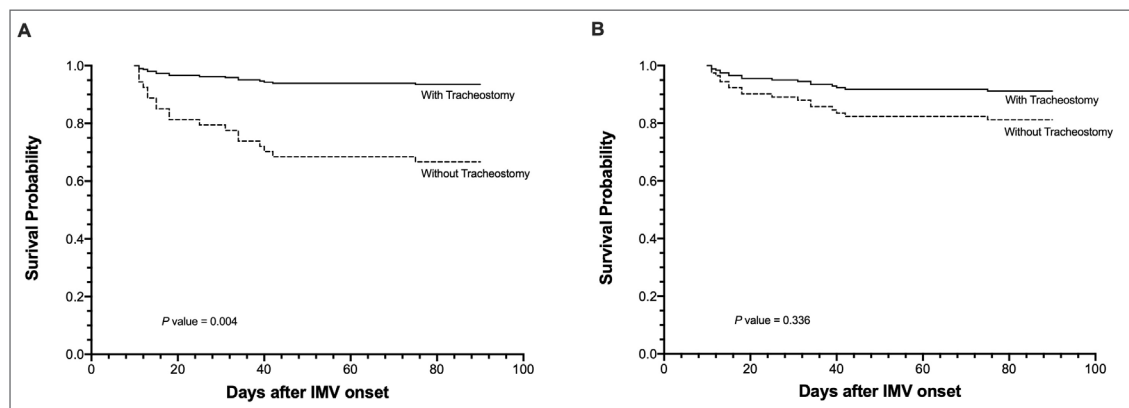 A
1.0
0.8
0.6
0.4
0.2
0.0
Surival Probability
With Tracheostomy
Without Tracheostomy
P value = 0.004
0 20 40 60 80 100
Days after IMV onset
B
1.0
0.8
0.6
0.4
0.2
0.0
Survival Probability
With Tracheostomy
Without Tracheostomy
P value = 0.336
0 20 40 60 80 100
Days after IMV onset